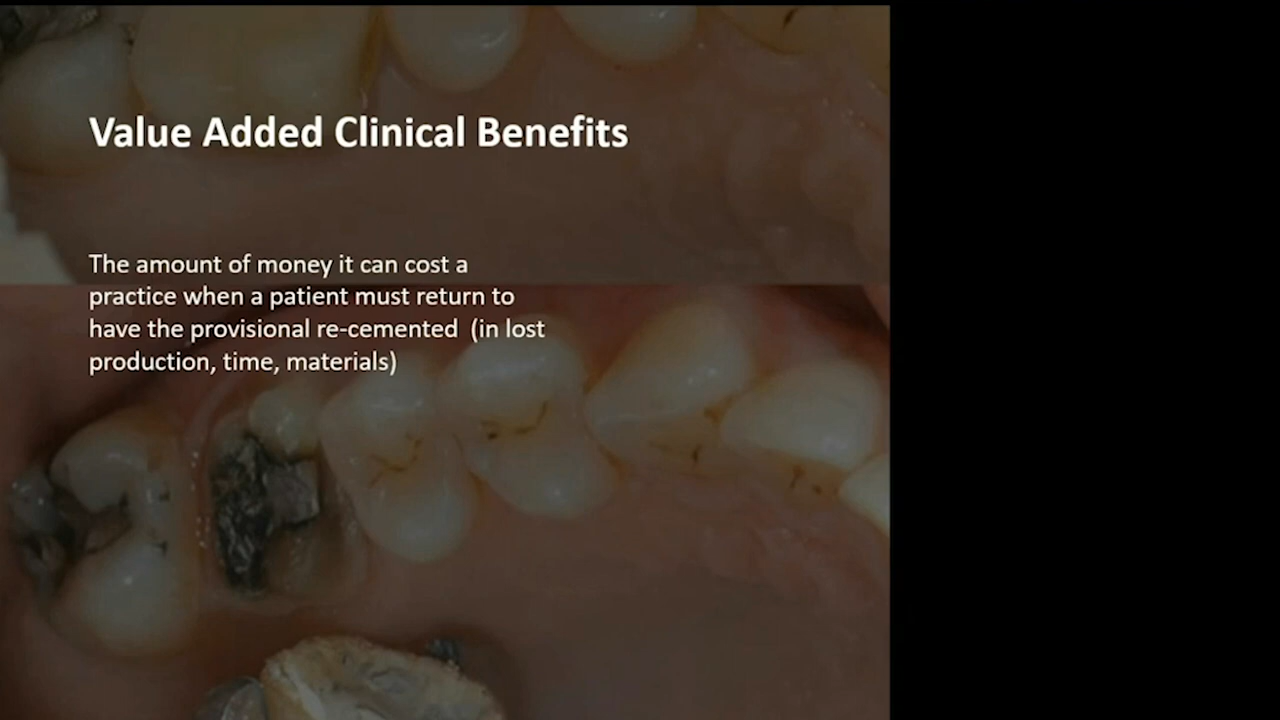 Value Added Clinical Benefits
The amount of money it can cost a
practice when a patient must return to
have the provisional re-cemented  (in lost
production, time, materials)